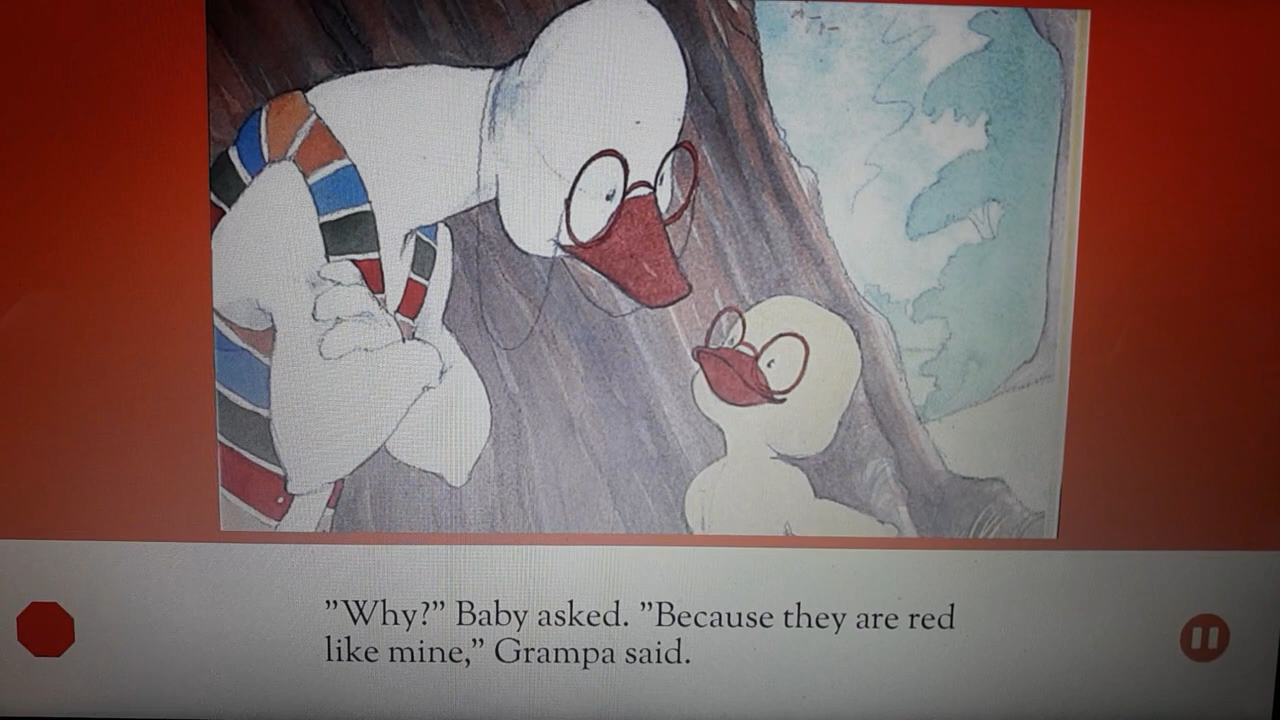 ”Why?” Baby asked. ”Because they are red
like mine,” Grampa said.